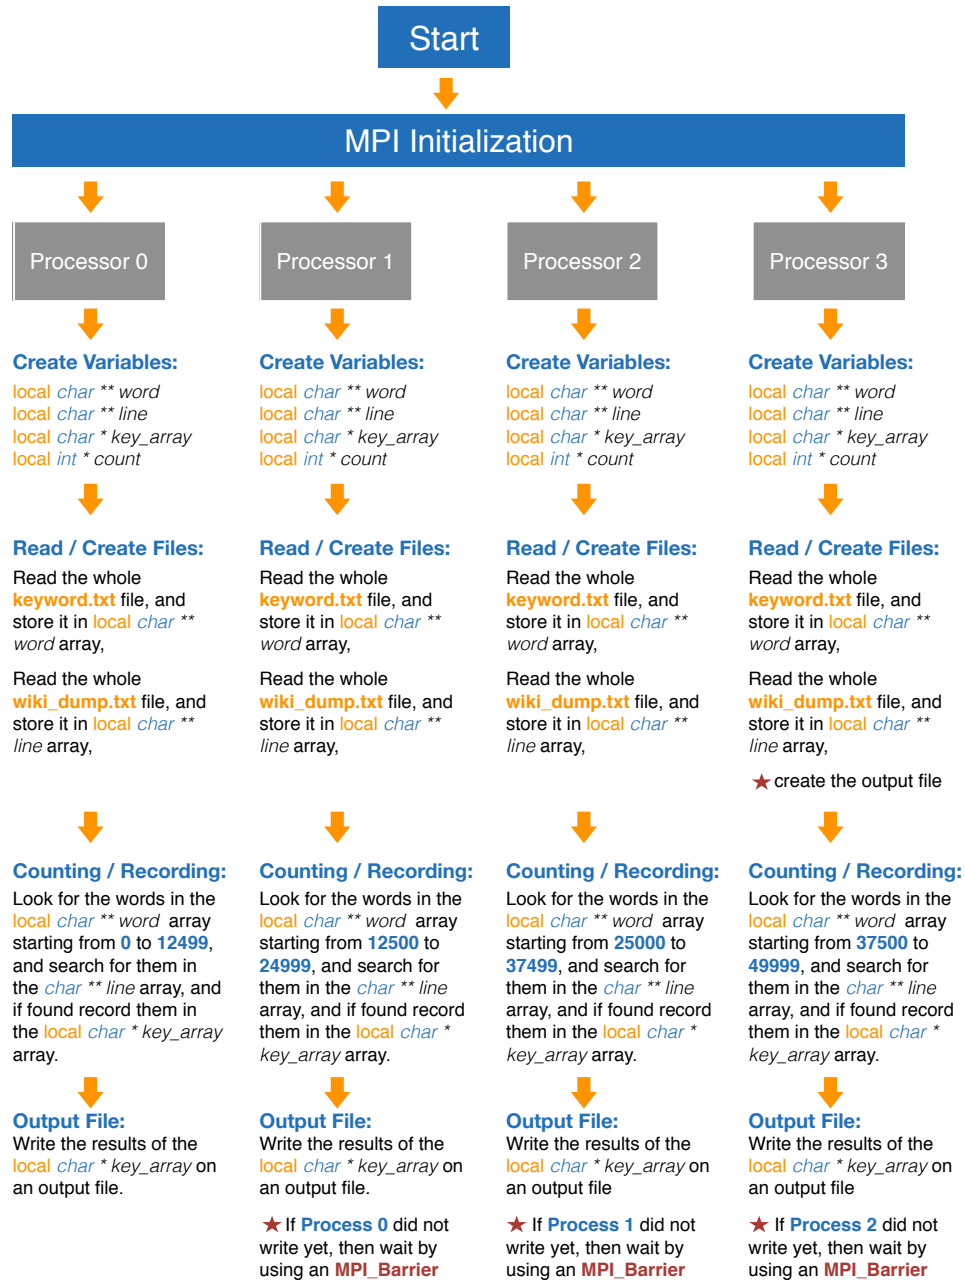 Start
MPI Initialization
Processor 0
Processor 1
Processor 2
Processor 3
Create Variables:
local char ** word
local char ** line
local char * key_array
local int * count
Create Variables:
local char ** word
local char ** line
local char * key_array
local int * count
Create Variables:
local char ** word
local char ** line
local char * key_array
local int * count
Create Variables:
local char ** word
local char ** line
local char * key_array
local int * count
Read / Create Files:
Read the whole
keyword.txt file, and
store it in local char **
word array,
Read the whole
wiki_dump.txt file, and
store it in local char **
line array,
Read / Create Files:
Read the whole
keyword.txt file, and
store it in local char **
word array,
Read the whole
wiki_dump.txt file, and
store it in local char **
line array,
Read / Create Files:
Read the whole
keyword.txt file, and
store it in local char **
word array,
Read the whole
wiki_dump.txt file, and
store it in local char **
line array,
Read / Create Files:
Read the whole
keyword.txt file, and
store it in local char **
word array,
Read the whole
wiki_dump.txt file, and
store it in local char **
line array,
★ create the output file
Counting / Recording:
Look for the words in the
local char ** word array
starting from 0 to 12499,
and search for them in
the char ** line array, and
if found record them in
the local char * key_array
array.
Counting / Recording:
Look for the words in the
local char ** word array
starting from 12500 to
24999, and search for
them in the char ** line
array, and if found record
them in the local char *
key_array array.
Counting / Recording:
Look for the words in the
local char ** word array
starting from 25000 to
37499, and search for
them in the char ** line
array, and if found record
them in the local char *
key_array array.
Counting / Recording:
Look for the words in the
local char ** word array
starting from 37500 to
49999, and search for
them in the char ** line
array, and if found record
them in the local char *
key_array array.
Output File:
Write the results of the
local char * key_array on
an output file.
Output File:
Write the results of the
local char * key_array on
an output file.
★ If Process 0 did not
write yet, then wait by
using an MPI_Barrier
Output File:
Write the results of the
local char * key_array on
an output file
★ If Process 1 did not
write yet, then wait by
using an MPI_Barrier
Output File:
Write the results of the
local char * key_array on
an output file
★ If Process 2 did not
write yet, then wait by
using an MPI_Barrier